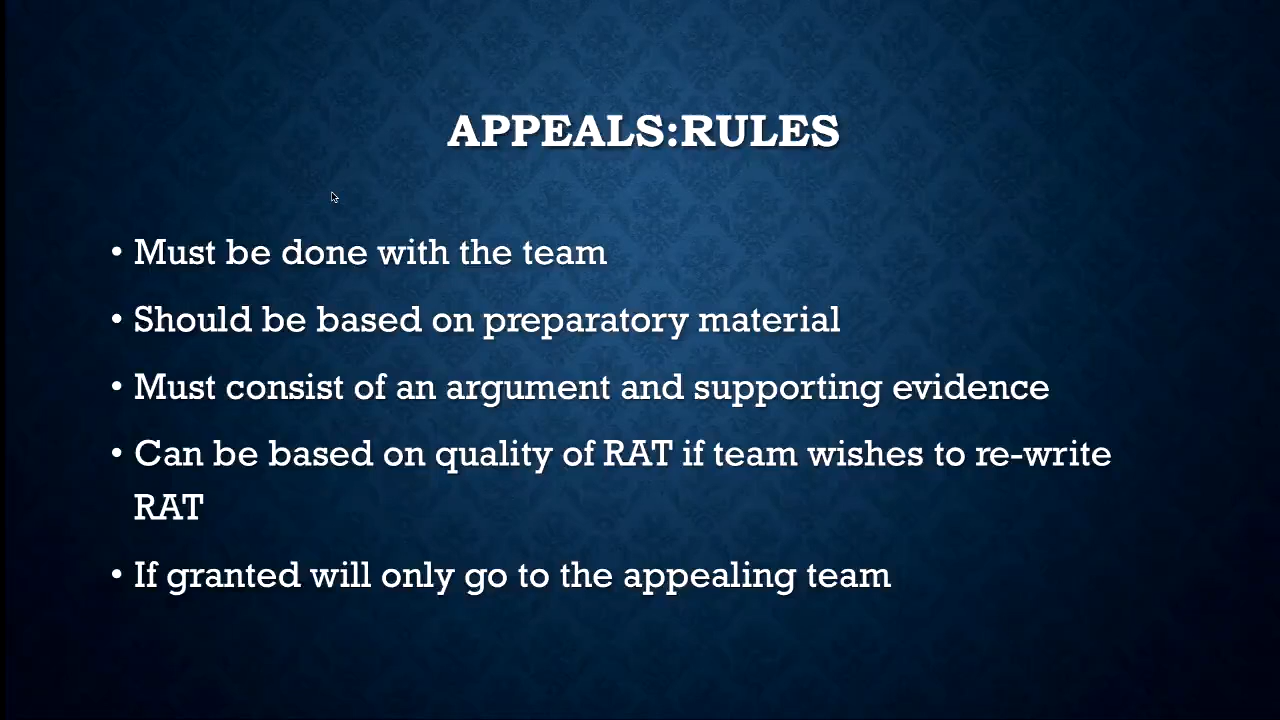 APPEALS:RULES
• Must be done with the team
• Should be based on preparatory material
• Must consist of an argument and supporting evidence
• Can be based on quality of RAT if team wishes to re-write
RAT
• If granted will only go to the appealing team